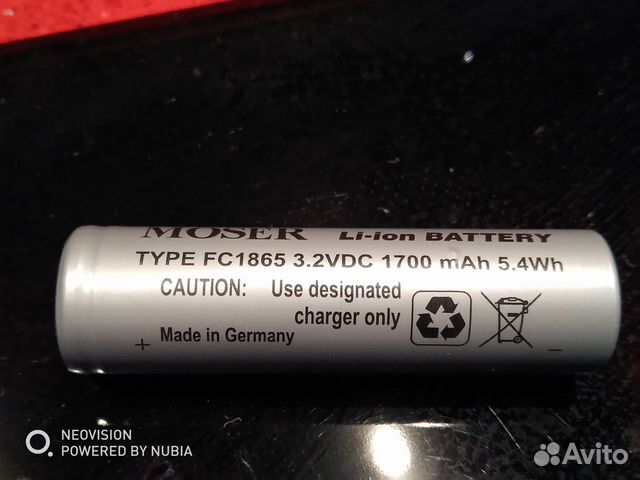 MOSER Li-ion BATTERY
TYPE FC1865 3.2VDC 1700 mAh 5.4Wh
CAUTION: Use designated
charger only
+ Made in Germany −
NEOVISION
POWERED BY NUBIA
Avito